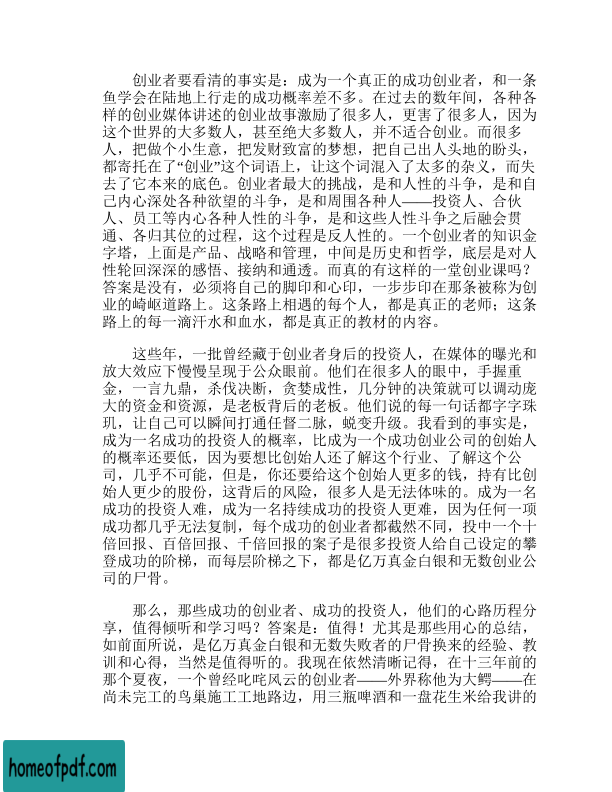 创业者要看清的事实是：成为一个真正的成功创业者，和一条
鱼学会在陆地上行走的成功概率差不多。在过去的数年间，各种各
样的创业媒体讲述的创业故事激励了很多人，更害了很多人，因为
这个世界的大多数人，甚至绝大多数人，并不适合创业。而很多
人，把做个小生意，把发财致富的梦想，把自己出人头地的盼头，
都寄托在了“创业”这个词语上，让这个词混入了太多的杂义，而失
去了它本来的底色。创业者最大的挑战，是和人性的斗争，是和自
己内心深处各种欲望的斗争，是和周围各种人——投资人、合伙
人、员工等内心各种人性的斗争，是和这些人性斗争之后融会贯
通、各归其位的过程，这个过程是反人性的。一个创业者的知识金
字塔，上面是产品、战略和管理，中间是历史和哲学，底层是对人
性轮回深深的感悟、接纳和通透。而真的有这样的一堂创业课吗？
答案是没有，必须将自己的脚印和心印，一步步印在那条被称为创
业的崎岖道路上。这条路上相遇的每个人，都是真正的老师；这条
路上的每一滴汗水和血水，都是真正的教材的内容。
这些年，一批曾经藏于创业者身后的投资人，在媒体的曝光和
放大效应下慢慢呈现于公众眼前。他们在很多人的眼中，手握重
金，一言九鼎，杀伐决断，贪婪成性，几分钟的决策就可以调动庞
大的资金和资源，是老板背后的老板。他们说的每一句话都字字珠
玑，让自己可以瞬间打通任督二脉，蜕变升级。我看到的事实是，
成为一名成功的投资人的概率，比成为一个成功创业公司的创始人
的概率还要低，因为要想比创始人还了解这个行业、了解这个公
司，几乎不可能，但是，你还要给这个创始人更多的钱，持有比创
始人更少的股份，这背后的风险，很多人是无法体味的。成为一名
成功的投资人难，成为一名持续成功的投资人更难，因为任何一项
成功都几乎无法复制，每个成功的创业者都截然不同，投中一个十
倍回报、百倍回报、千倍回报的案子是很多投资人给自己设定的攀
登成功的阶梯，而每层阶梯之下，都是亿万真金白银和无数创业公
司的尸骨。
那么，那些成功的创业者、成功的投资人，他们的心路历程分
享，值得倾听和学习吗？答案是：值得！尤其是那些用心的总结，
如前面所说，是亿万真金白银和无数失败者的尸骨换来的经验、教
训和心得，当然是值得听的。我现在依然清晰记得，在十三年前的
那个夏夜，一个曾经叱咤风云的创业者——外界称他为大鳄——在
尚未完工的鸟巢施工工地路边，用三瓶啤酒和一盘花生米给我讲的
homeofpdf.com